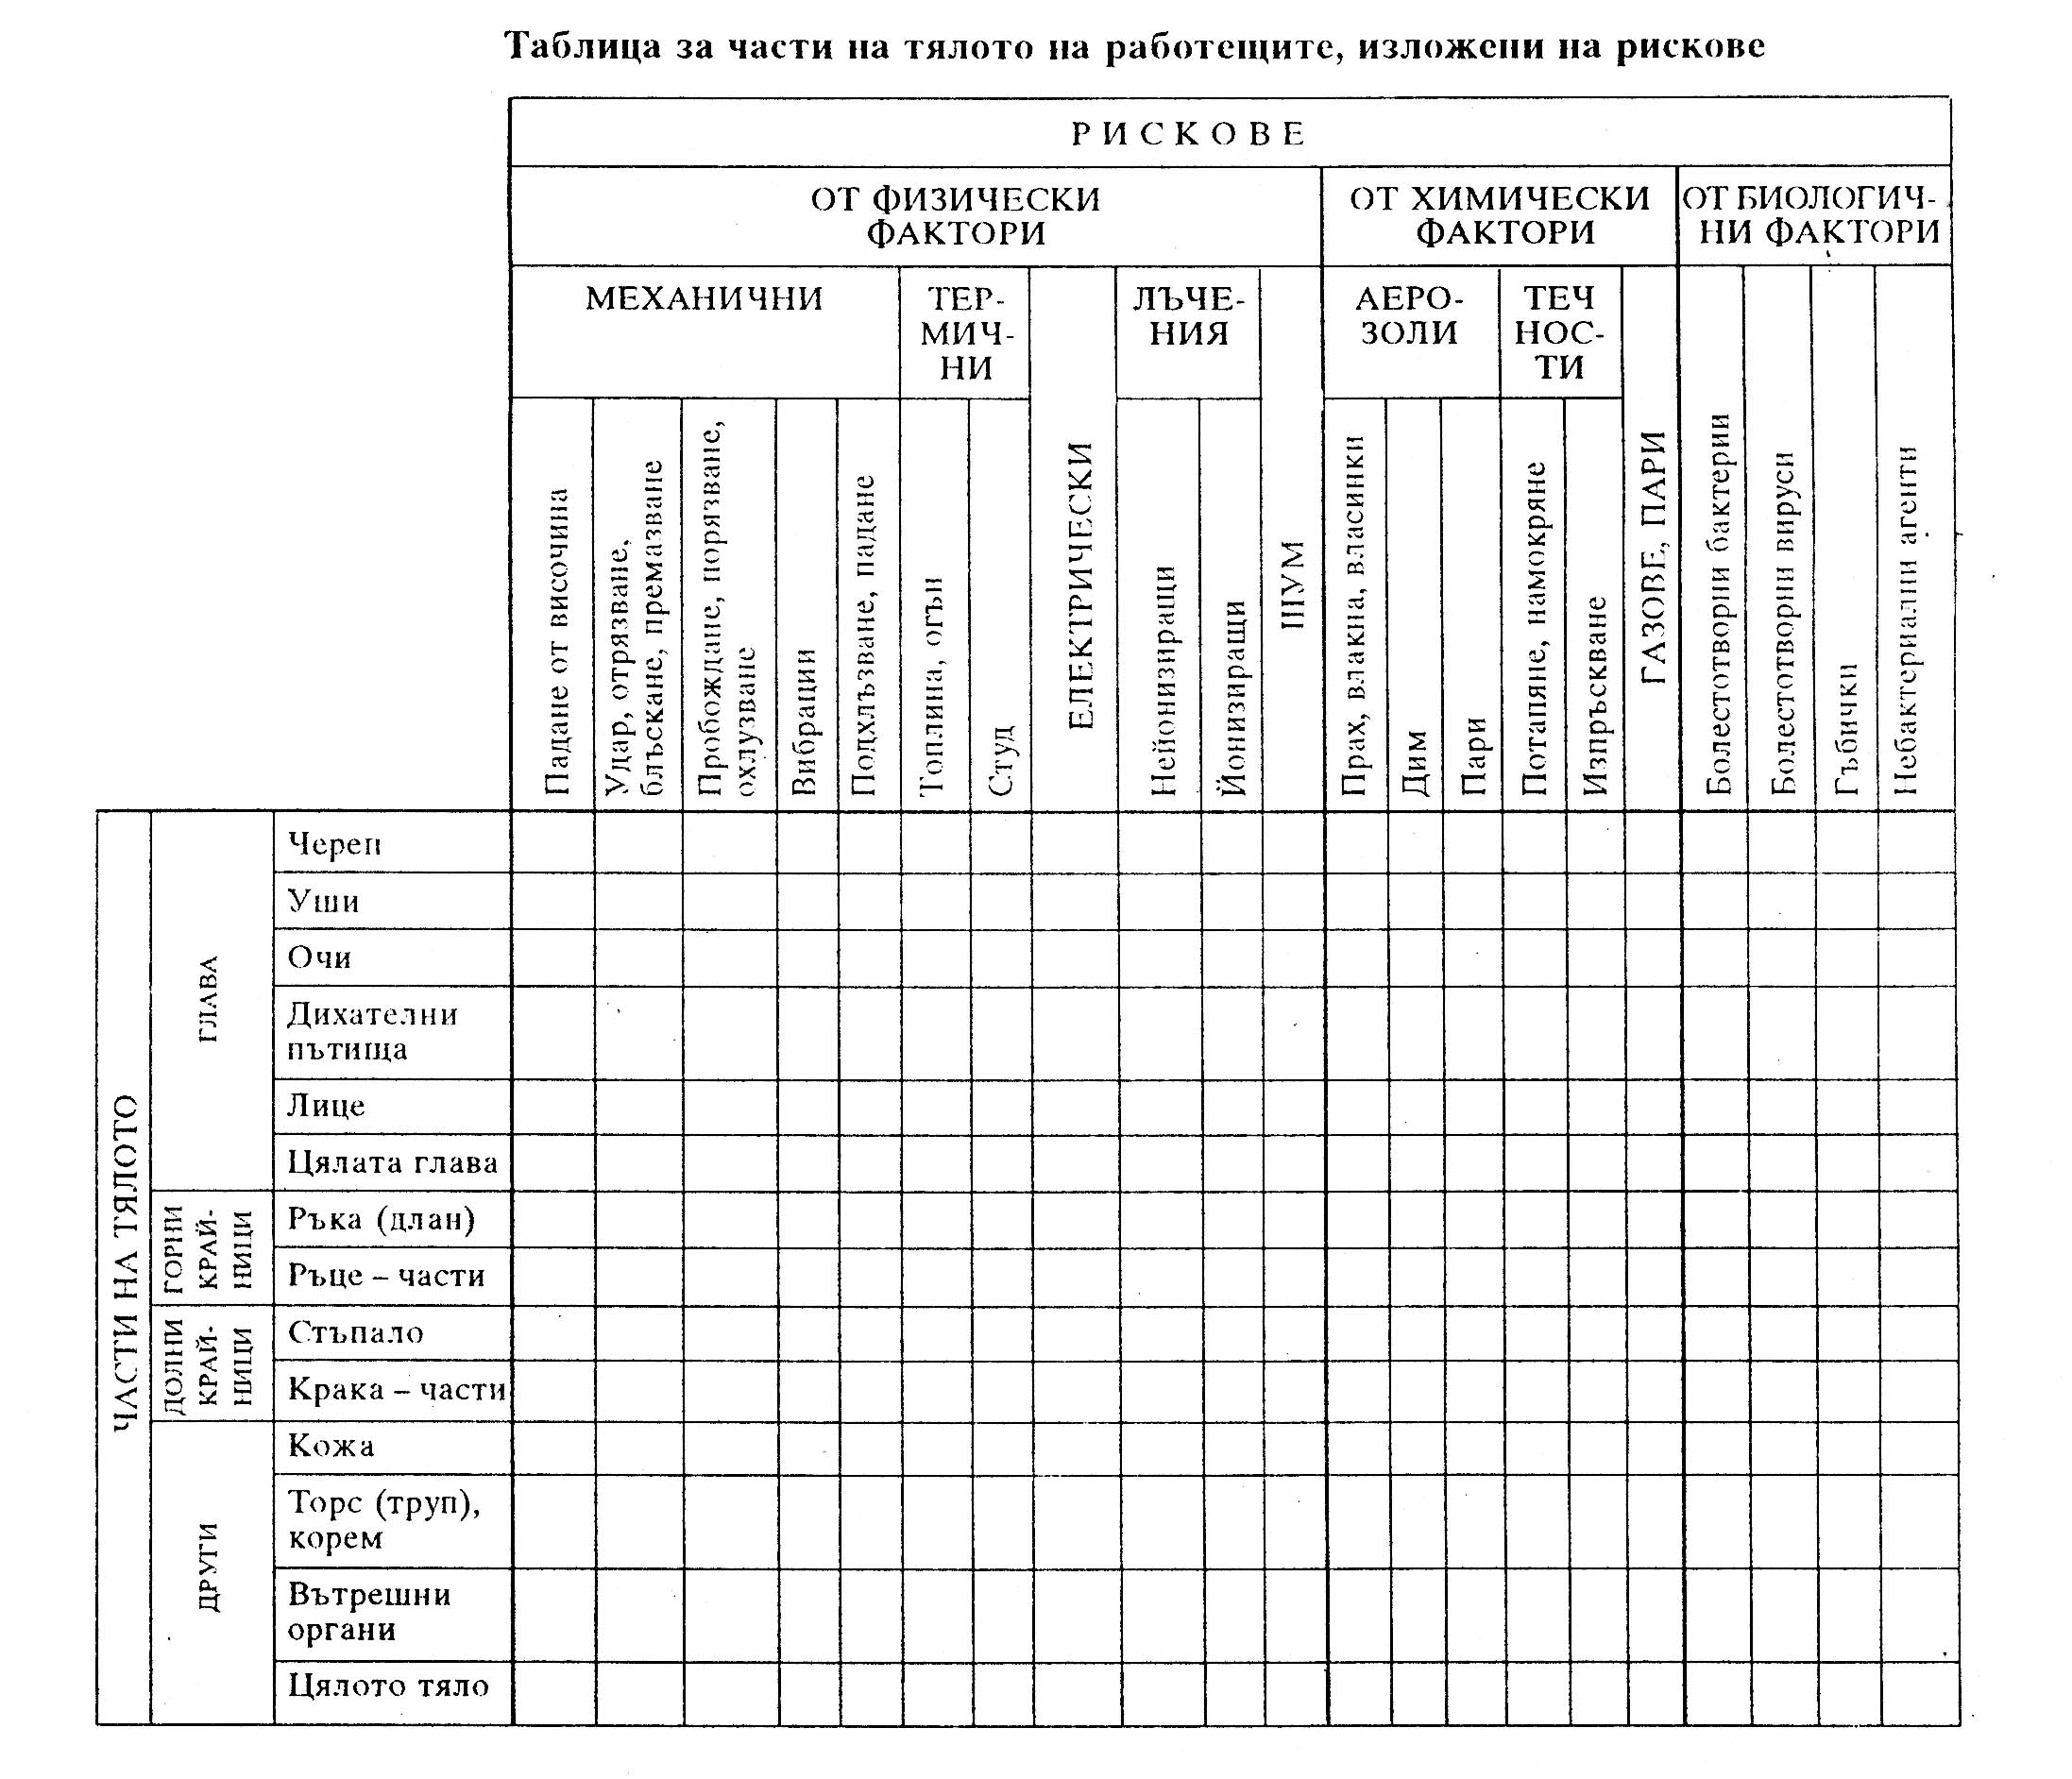 Таблица за части на тялото на работещите, изложени на рискове
РИСКОВЕ
ОТ ФИЗИЧЕСКИ
ФАКТОРИ
ОТ ХИМИЧЕСКИ
ФАКТОРИ
ОТ БИОЛОГИЧ-
НИ ФАКТОРИ
МЕХАНИЧНИ
ТЕР-
МИЧ-
НИ
ЕЛЕКТРИЧЕСКИ
ЛЪЧЕ-
НИЯ
ШУМ
АЕРО-
ЗОЛИ
ТЕЧ
НОС-
ТИ
ГАЗОВЕ, ПАРИ
Падане от височина
Удар, отрязване,
блъскане, премазване
Пробождане, порязване,
охлузване
Вибрации
Подхлъзване, падане
Топлина, огън
Студ
Нейонизиращи
Йонизиращи
Прах, влакна, власинки
Дим
Пари
Потапяне, намокряне
Изпръскване
Болестотворни бактерии
Болестотворни вируси
Гъбички
Небактериални агенти
ЧАСТИ НА ТЯЛОТО
ГЛАВА
Череп
Уши
Очи
Дихателни
пътища
Лице
Цялата глава
ГОРНИ
КРАЙ-
НИЦИ
Ръка (длан)
Ръце – части
ДОЛНИ
КРАЙ-
НИЦИ
Стъпало
Крака – части
ДРУГИ
Кожа
Торс (труп),
корем
Вътрешни
органи
Цялото тяло